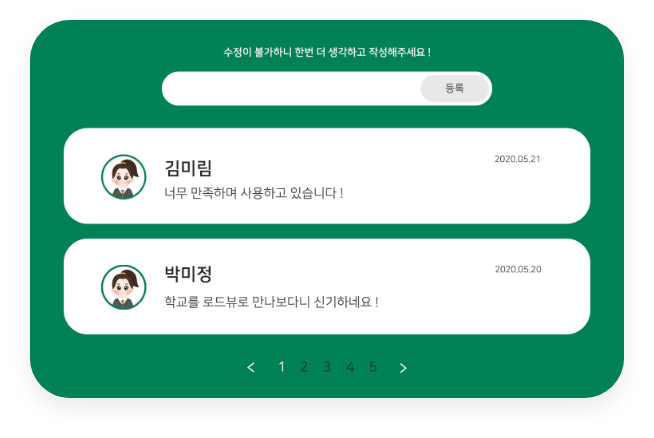 수정이 불가하니 한번 더 생각하고 작성해주세요 !
등록
김미림
2020.05.21
너무 만족하며 사용하고 있습니다 !
박미정
2020.05.20
학교를 로드뷰로 만나보다니 신기하네요 !
< 1 2 3 4 5 >